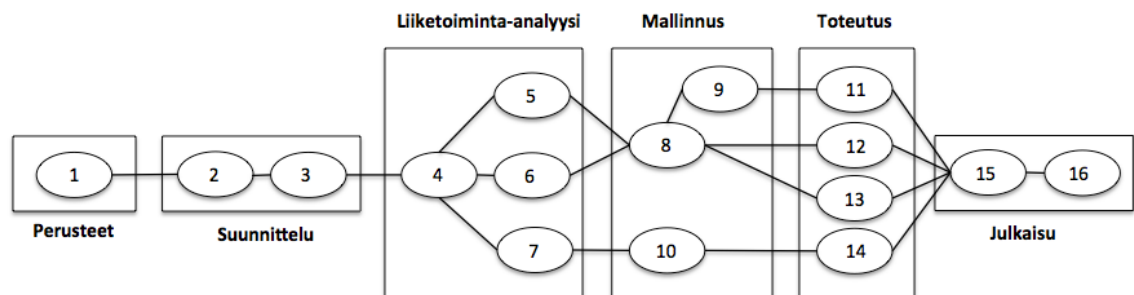 Liiketoiminta-analyysi Mallinnus Toteutus
5 9 11
1 2 3 4 6 8 12 15 16
13
7 10 14
Perusteet Suunnittelu Julkaisu